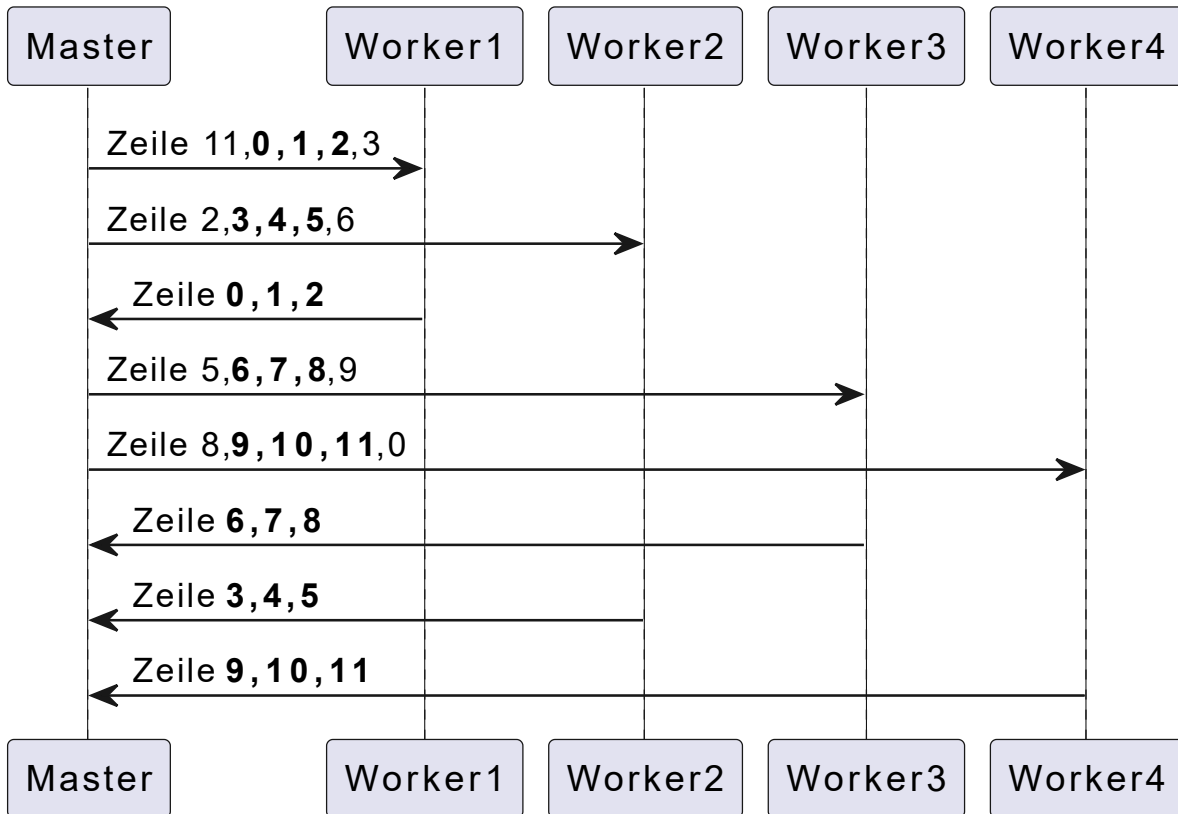 Master Worker1 Worker2 Worker3 Worker4
Zeile 11,0,1,2,3
Zeile 2,3,4,5,6
Zeile 0,1,2
Zeile 5,6,7,8,9
Zeile 8,9,10,11,0
Zeile 6,7,8
Zeile 3,4,5
Zeile 9,10,11
Master Worker1 Worker2 Worker3 Worker4